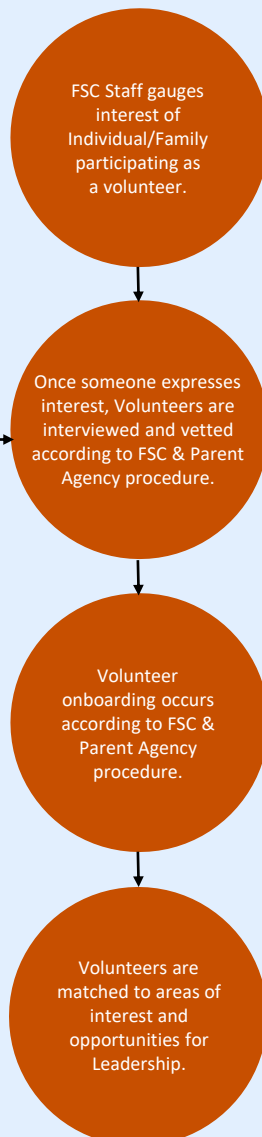 FSC Staff gauges
interest of
Individual/Family
participating as
a volunteer.
Once someone expresses
interest, Volunteers are
interviewed and vetted
according to FSC & Parent
Agency procedure.
Volunteer
onboarding occurs
according to FSC &
Parent Agency
procedure.
Volunteers are
matched to areas of
interest and
opportunities for
Leadership.